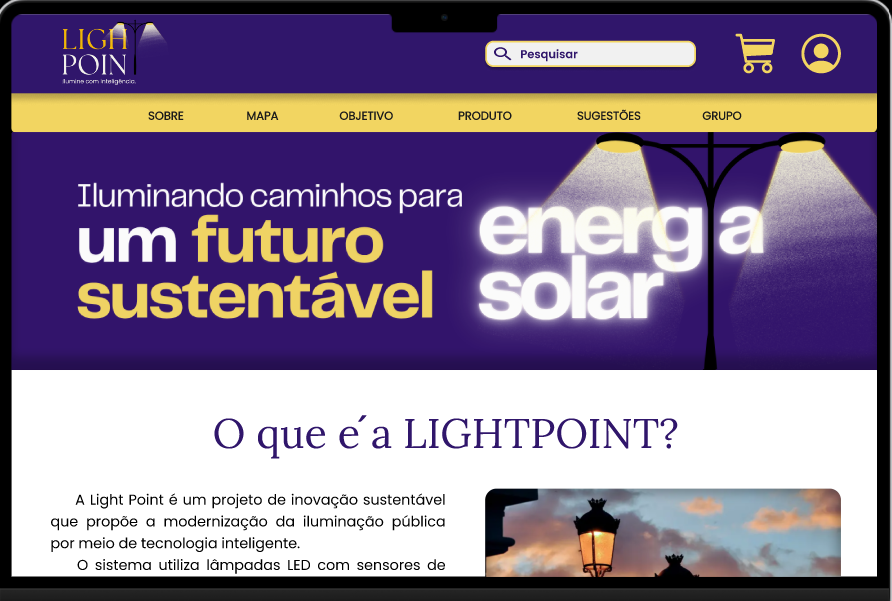 LIGH
POIN
ilumine com inteligência.
Pesquisar
SOBRE MAPA OBJETIVO PRODUTO SUGESTÕES GRUPO
Iluminando caminhos para
um futuro
sustentável
energ a
solar
O que e ́a LIGHTPOINT?
A Light Point é um projeto de inovação sustentável
que propõe a modernização da iluminação pública
por meio de tecnologia inteligente.
O sistema utiliza lâmpadas LED com sensores de